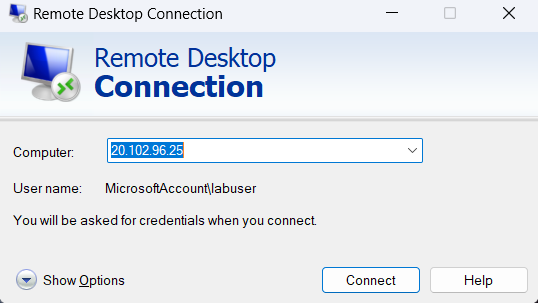 Remote Desktop Connection
Remote Desktop
Connection
Computer: 20.102.96.25
User name: MicrosoftAccount\labuser
You will be asked for credentials when you connect.
Show Options Connect Help